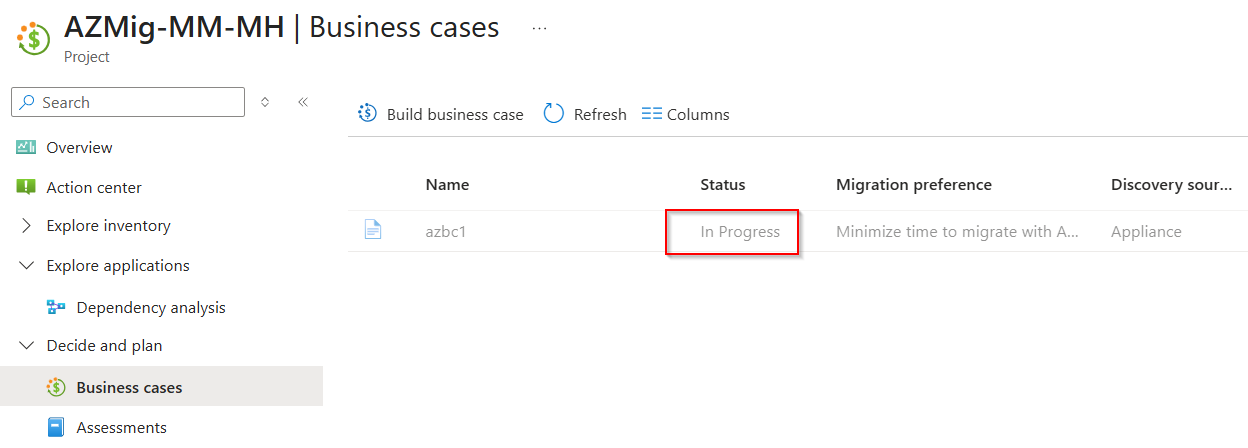 AZMig-MM-MH | Business cases ...
Project
Search
Overview
Action center
Explore inventory
Explore applications
Dependency analysis
Decide and plan
Business cases
Assessments
Build business case Refresh Columns
Name Status Migration preference Discovery sour...
azbc1 In Progress Minimize time to migrate with A... Appliance